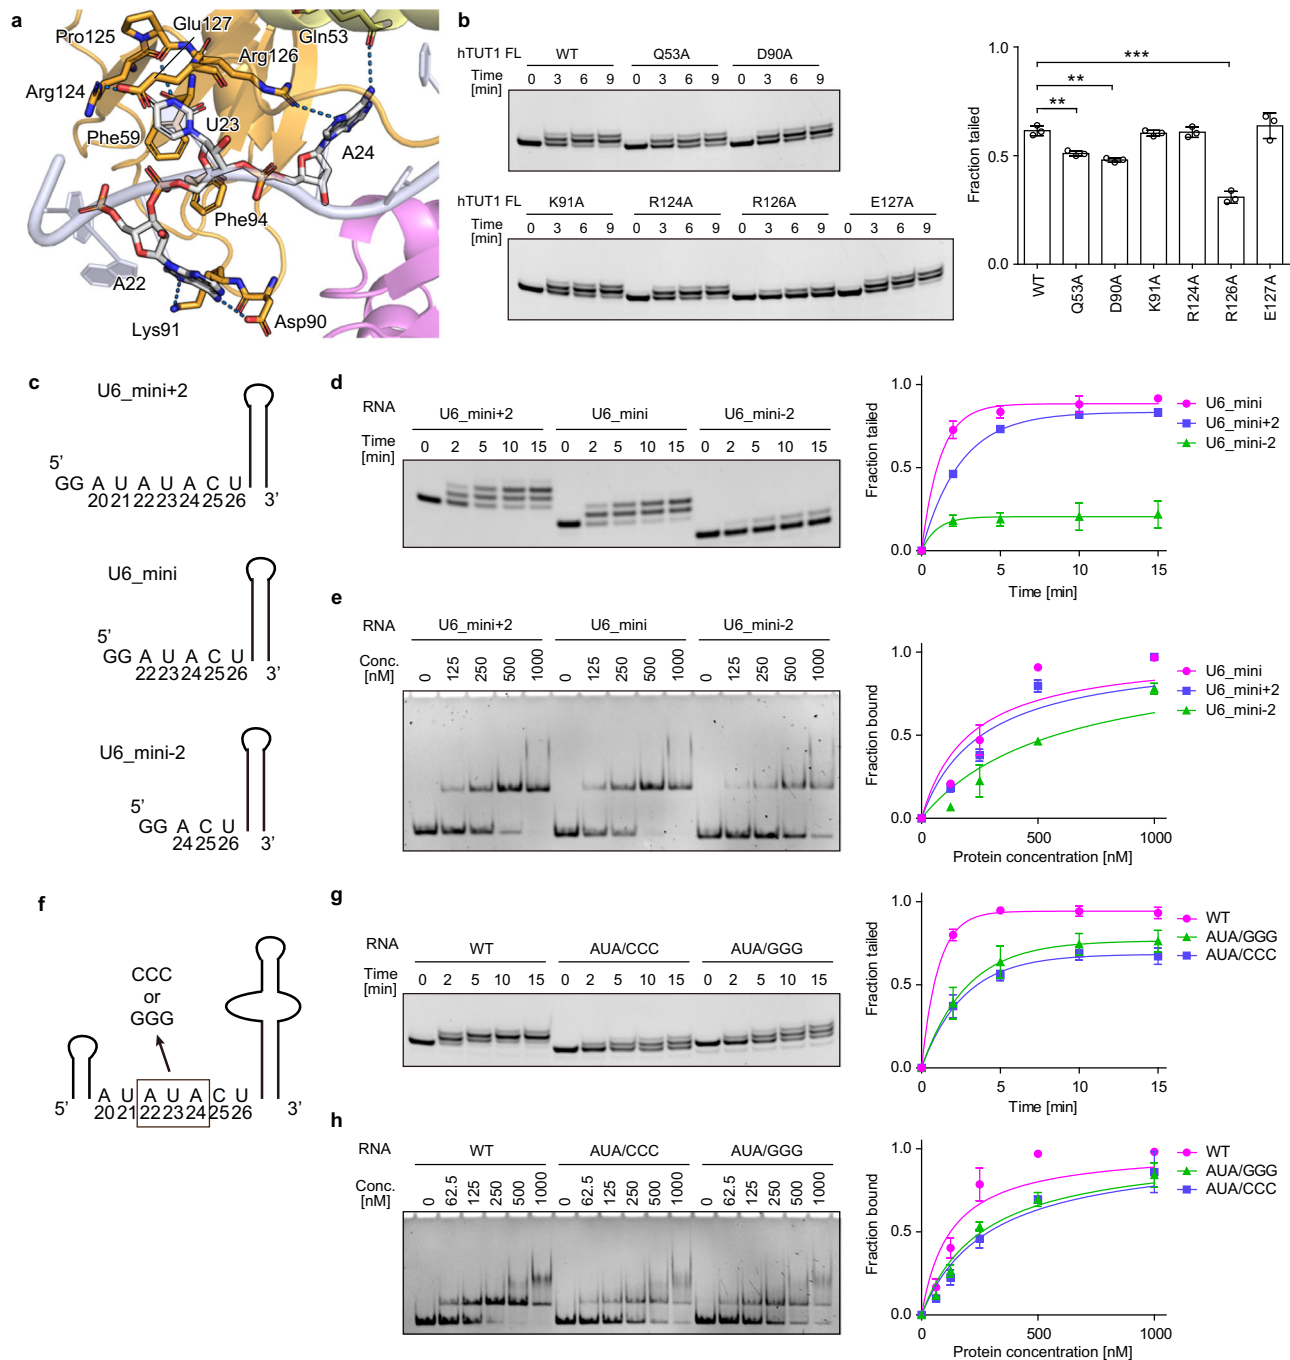 a
Pro125
Glu127
Gln53
Arg126
Arg124
Phe59
U23
A24
Phe94
A22
Lys91
Asp90
b
hTUT1 FL WT Q53A D90A
Time [min] 0 3 6 9 0 3 6 9 0 3 6 9
hTUT1 FL K91A R124A R126A E127A
Time [min] 0 3 6 9 0 3 6 9 0 3 6 9 0 3 6 9
Fraction tailed
1.0
0.5
0.0
***
**
**
WT Q53A D90A K91A R124A R126A E127A
c
U6_mini+2
5'
GG A U A U A C U
20 21 22 23 24 25 26 3'
U6_mini
5'
GG A U A C U
22 23 24 25 26 3'
U6_mini-2
5'
GG A C U
24 25 26 3'
d
RNA U6_mini+2 U6_mini U6_mini-2
Time [min] 0 2 5 10 15 0 2 5 10 15 0 2 5 10 15
Fraction tailed
1.0
0.5
0.0
0 5 10 15
Time [min]
U6_mini
U6_mini+2
U6_mini-2
e
RNA U6_mini+2 U6_mini U6_mini-2
Conc. [nM] 0 125 250 500 1000 0 125 250 500 1000 0 125 250 500 1000
Fraction bound
1.0
0.5
0.0
0 500 1000
Protein concentration [nM]
U6_mini
U6_mini+2
U6_mini-2
f
CCC
or
GGG
A U A U A C U
5' 20 21 22 23 24 25 26 3'
g
RNA WT AUA/CCC AUA/GGG
Time [min] 0 2 5 10 15 0 2 5 10 15 0 2 5 10 15
Fraction tailed
1.0
0.5
0.0
0 5 10 15
Time [min]
WT
AUA/GGG
AUA/CCC
h
RNA WT AUA/CCC AUA/GGG
Conc. [nM] 0 62.5 125 250 500 1000 0 62.5 125 250 500 1000 0 62.5 125 250 500 1000
Fraction bound
1.0
0.5
0.0
0 500 1000
Protein concentration [nM]
WT
AUA/GGG
AUA/CCC